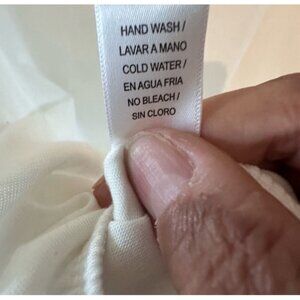 HAND WASH /
LAVAR A MANO
COLD WATER /
EN AGUA FRIA
NO BLEACH /
SIN CLORO